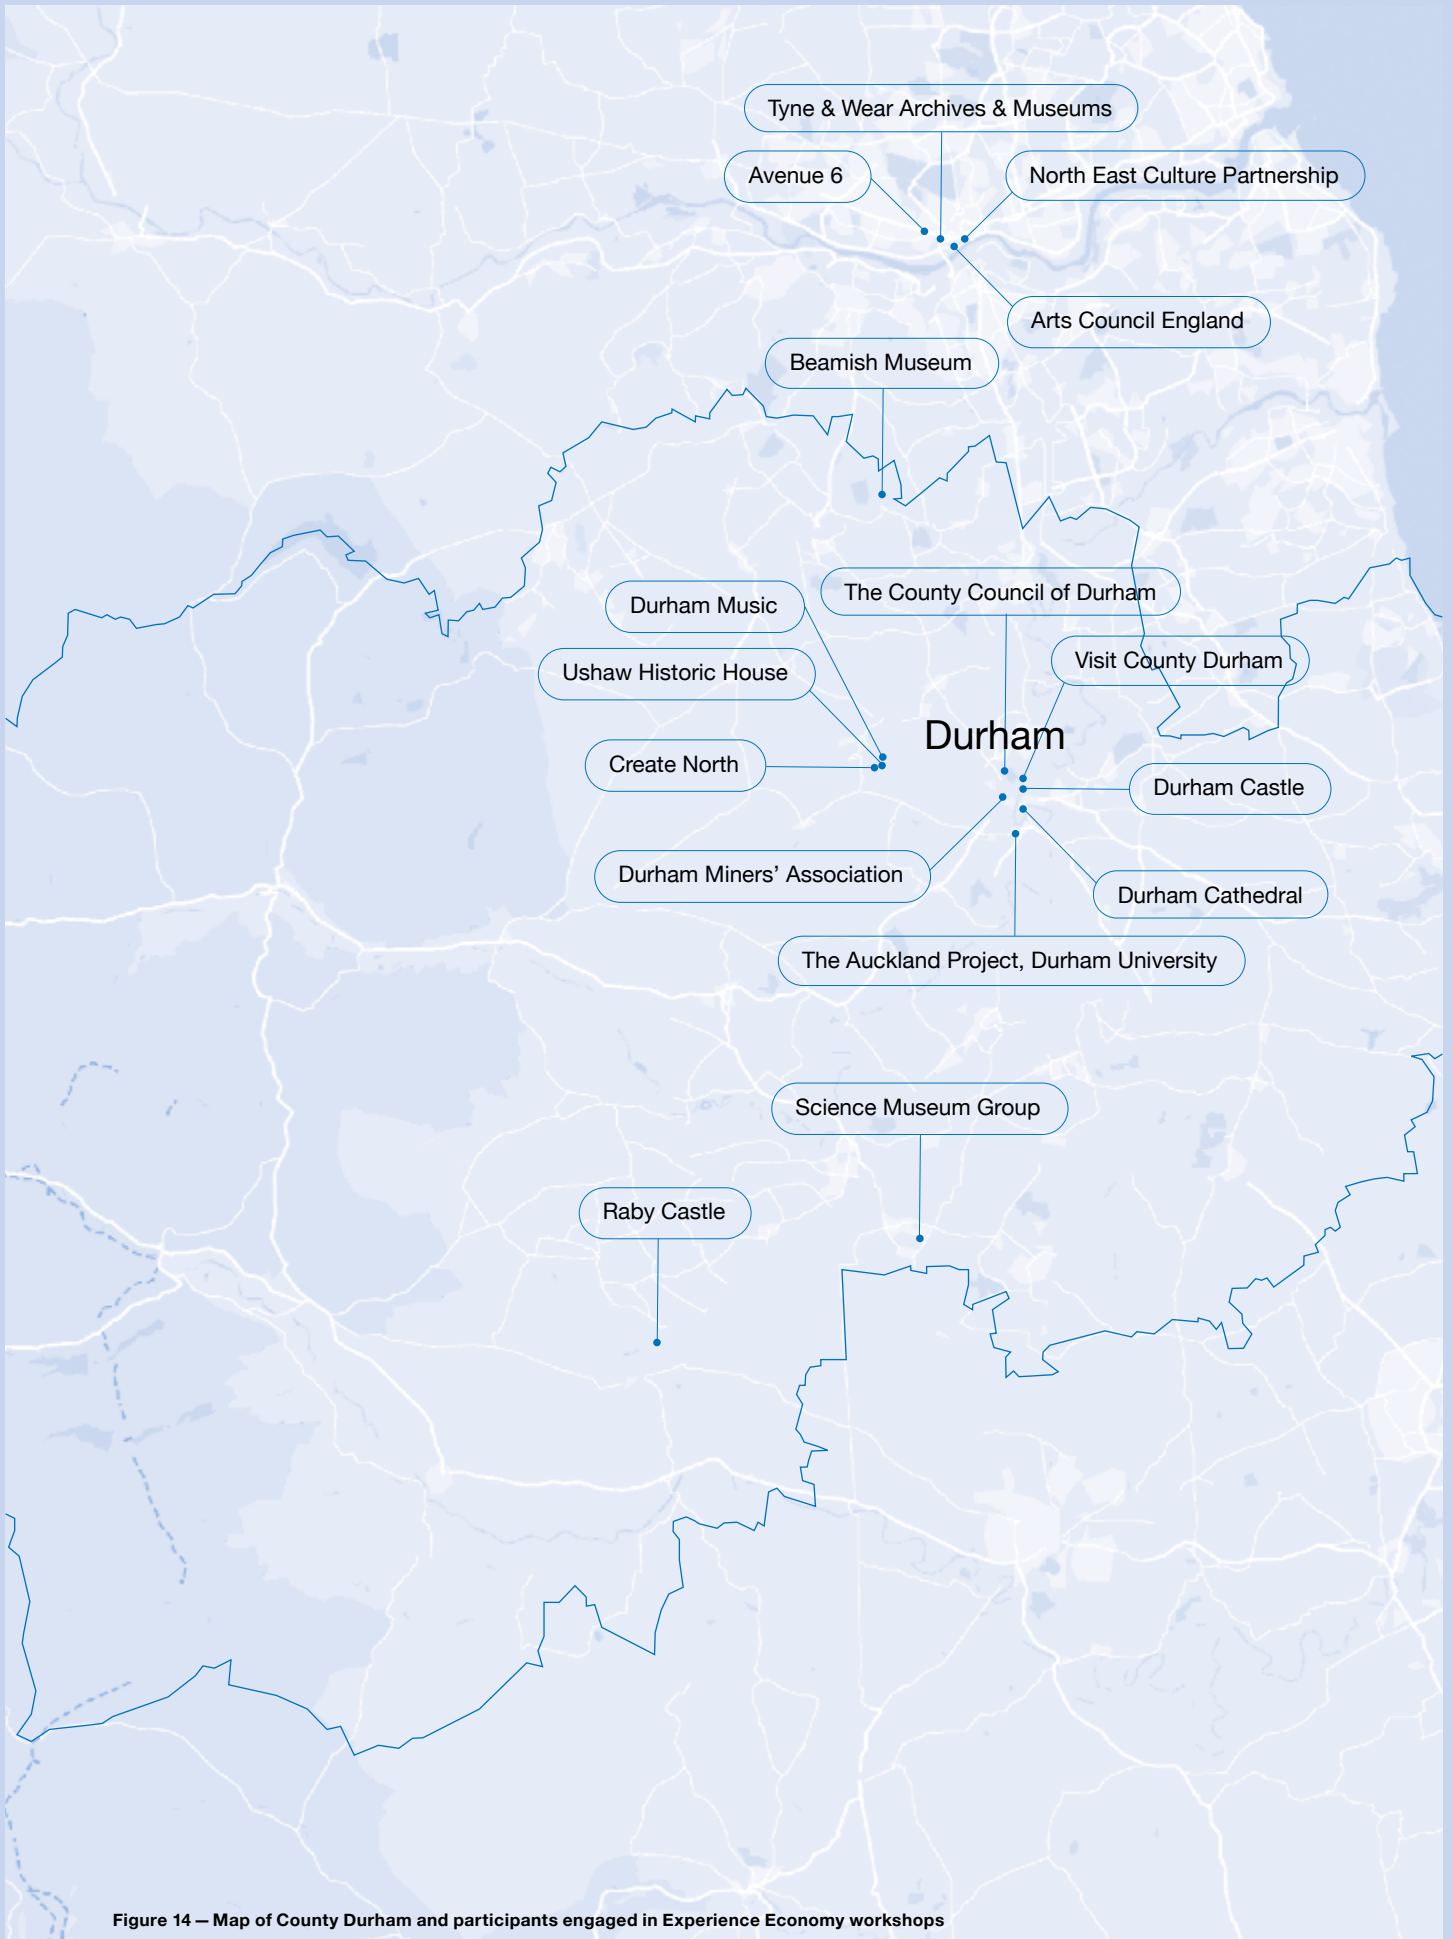 Tyne & Wear Archives & Museums
Avenue 6
North East Culture Partnership
Arts Council England
Beamish Museum
The County Council of Durham
Durham Music
Visit County Durham
Ushaw Historic House
Durham
Create North
Durham Castle
Durham Miners’ Association
Durham Cathedral
The Auckland Project, Durham University
Science Museum Group
Raby Castle
Figure 14 — Map of County Durham and participants engaged in Experience Economy workshops